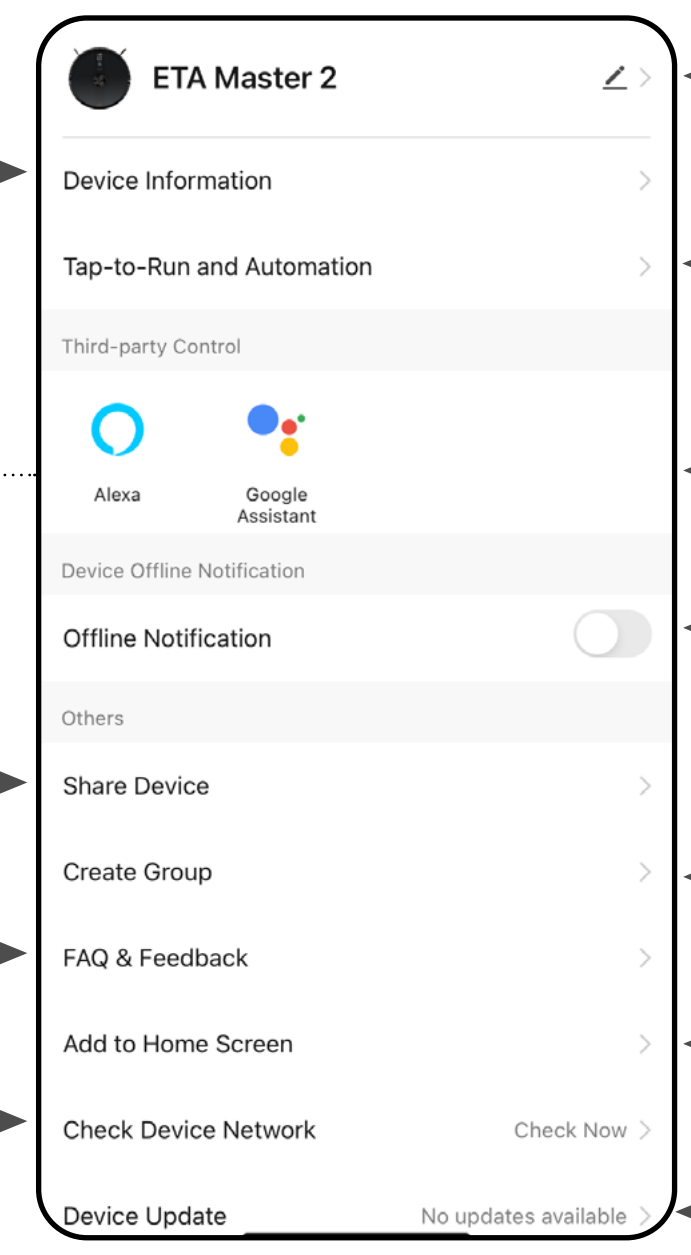 ETA Master 2
Device Information
Tap-to-Run and Automation
Third-party Control
Alexa
Google
Assistant
Device Offline Notification
Offline Notification
Others
Share Device
Create Group
FAQ & Feedback
Add to Home Screen
Check Device Network Check Now
Device Update No updates available